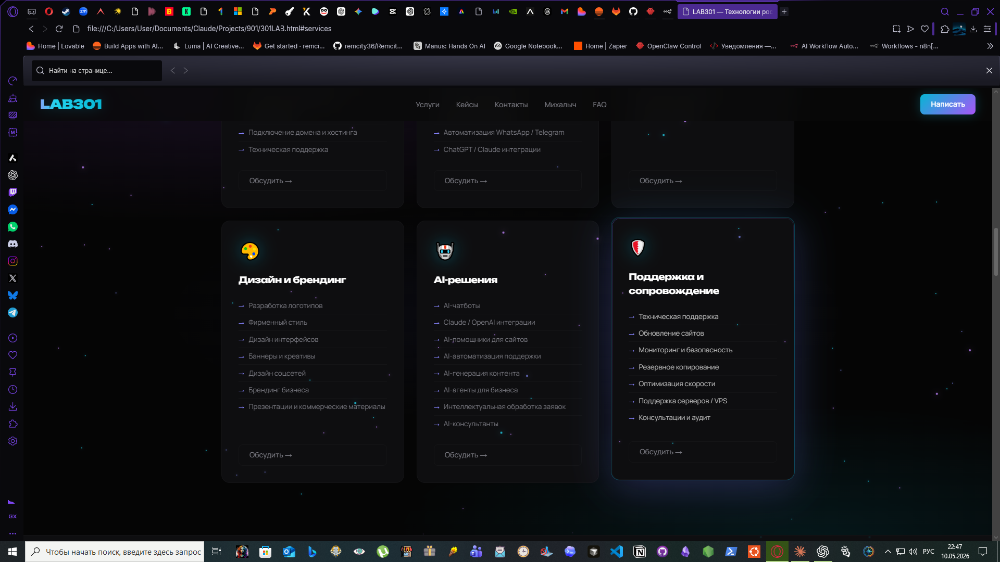 LAB301 — Технологии рос
file:///C:/Users/User/Documents/Claude/Projects/901/301LAB.html#services
Home | Lovable
Build Apps with AI...
Luma | AI Creative...
Get started · remci...
remcity36/Remcit...
Manus: Hands On AI
Google Notebook...
Home | Zapier
OpenClaw Control
Уведомления —...
AI Workflow Auto...
Workflows - n8n[...
Найти на странице...
LAB301
Услуги
Кейсы
Контакты
Михалыч
FAQ
Написать
→ Подключение домена и хостинга
→ Техническая поддержка
Обсудить →
→ Автоматизация WhatsApp / Telegram
→ ChatGPT / Claude интеграции
Обсудить →
Обсудить →
Дизайн и брендинг
→ Разработка логотипов
→ Фирменный стиль
→ Дизайн интерфейсов
→ Баннеры и креативы
→ Дизайн соцсетей
→ Брендинг бизнеса
→ Презентации и коммерческие материалы
Обсудить →
AI-решения
→ AI-чатботы
→ Claude / OpenAI интеграции
→ AI-помощники для сайтов
→ AI-автоматизация поддержки
→ AI-генерация контента
→ AI-агенты для бизнеса
→ Интеллектуальная обработка заявок
→ AI-консультанты
Обсудить →
Поддержка и
сопровождение
→ Техническая поддержка
→ Обновление сайтов
→ Мониторинг и безопасность
→ Резервное копирование
→ Оптимизация скорости
→ Поддержка серверов / VPS
→ Консультации и аудит
Обсудить →
GX
Чтобы начать поиск, введите здесь запрос
РУС
22:47
10.05.2026